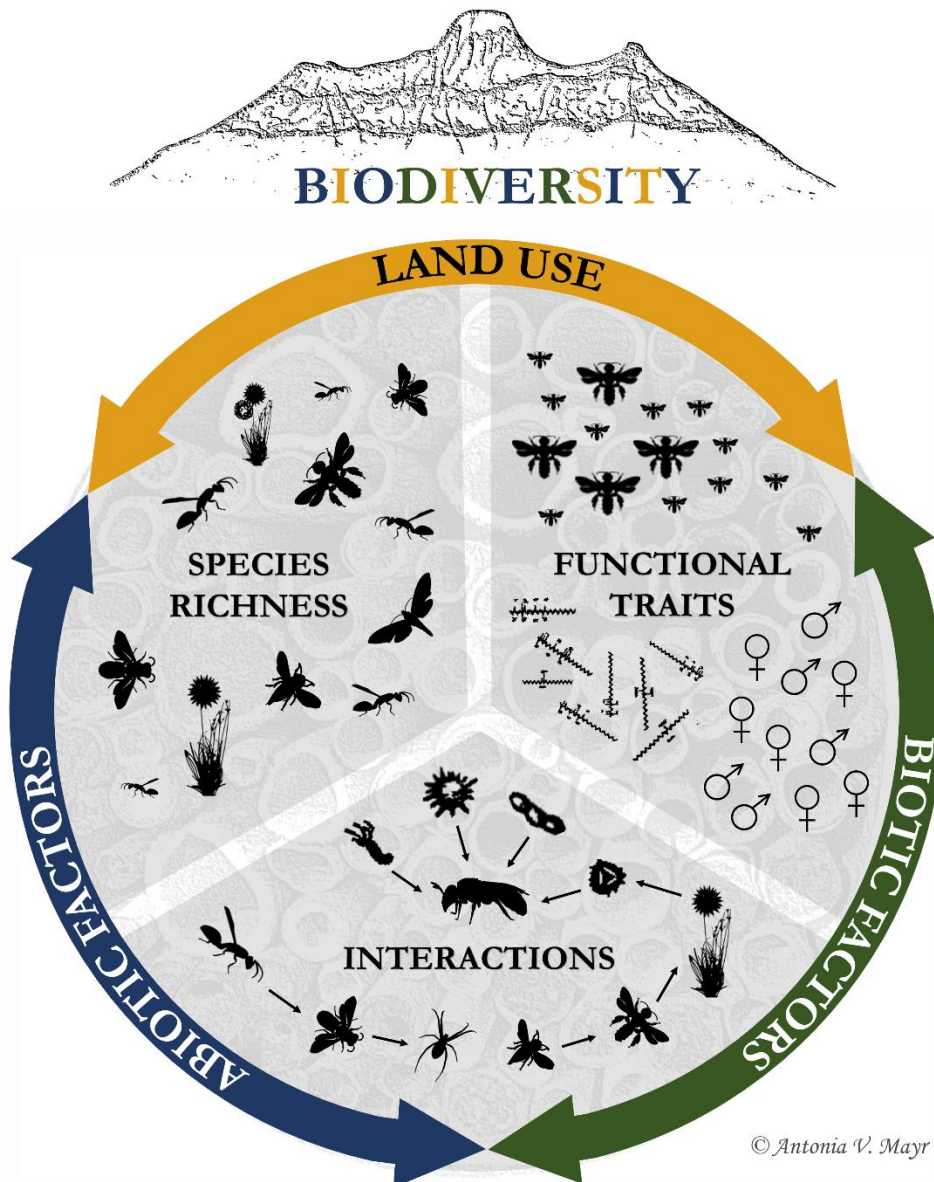 BIODIVERSITY
LAND USE
SPECIES
RICHNESS
FUNCTIONAL
TRAITS
ABIOTIC FACTORS
BIOTIC FACTORS
INTERACTIONS
© Antonia V. Mayr